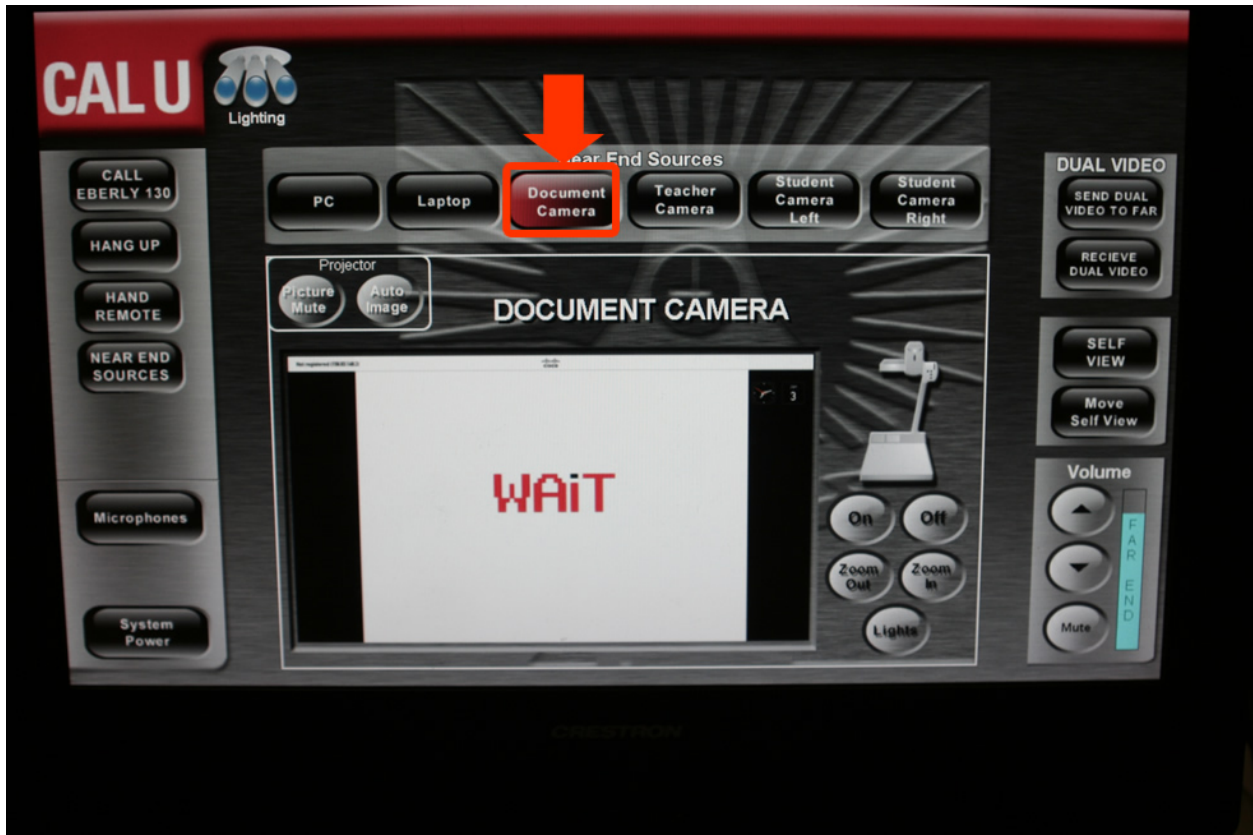 CAL U
Lighting
CALL
EBERLY 130
HANG UP
HAND
REMOTE
NEAR END
SOURCES
Microphones
System
Power
Near End Sources
PC
Laptop
Document
Camera
Teacher
Camera
Student
Camera
Left
Student
Camera
Right
Projector
Picture
Mute
Auto
Image
DOCUMENT CAMERA
3
WAiT
On
Off
Zoom
Out
Zoom
In
Lights
DUAL VIDEO
SEND DUAL
VIDEO TO FAR
RECIEVE
DUAL VIDEO
SELF
VIEW
Move
Self View
Volume
FAR END
Mute
CRESTRON